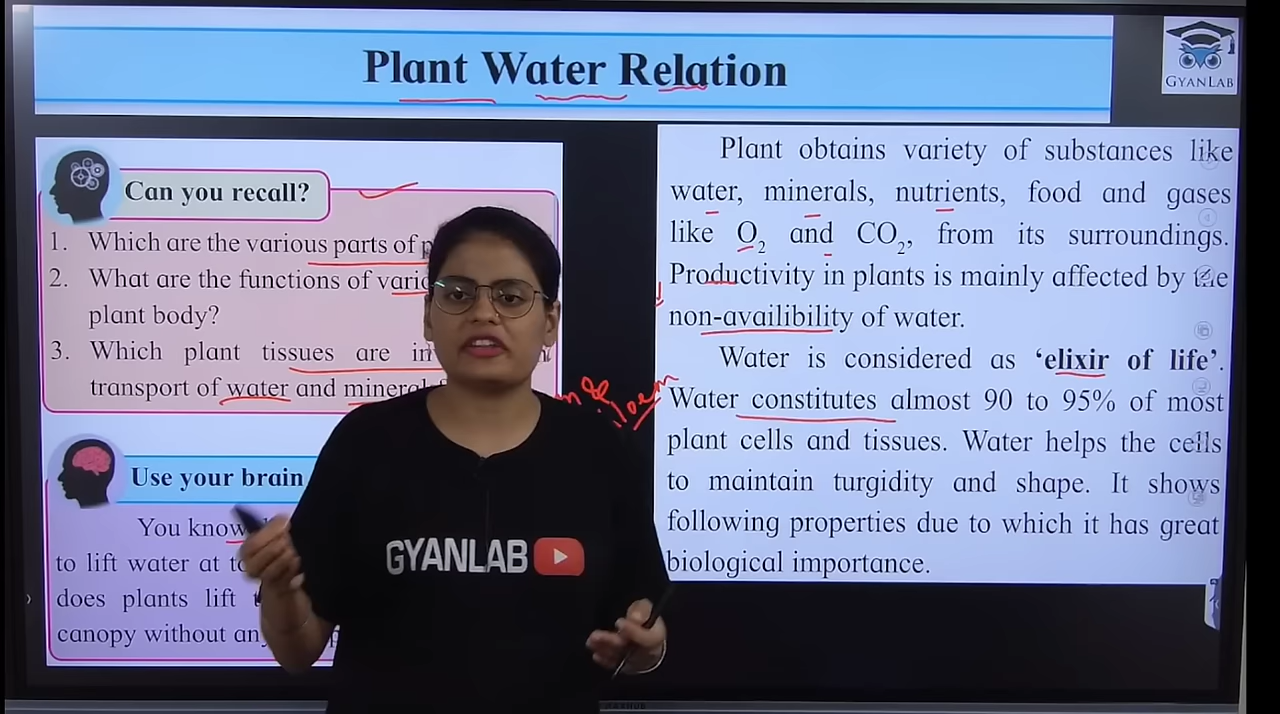 Plant Water Relation
GYANLAB
Can you recall?
1. Which are the various parts of
2. What are the functions of
plant body?
3. Which plant tissues are in
transport of water and
Use your brain
You know
to lift water at
does plants lift
canopy without any
Plant obtains variety of substances like
water, minerals, nutrients, food and gases
like O₂ and CO₂, from its surroundings.
Productivity in plants is mainly affected by the
non-availibility of water.
Water is considered as ‘elixir of life’.
Water constitutes almost 90 to 95% of most
plant cells and tissues. Water helps the cells
to maintain turgidity and shape. It shows
following properties due to which it has great
biological importance.
GYANLAB